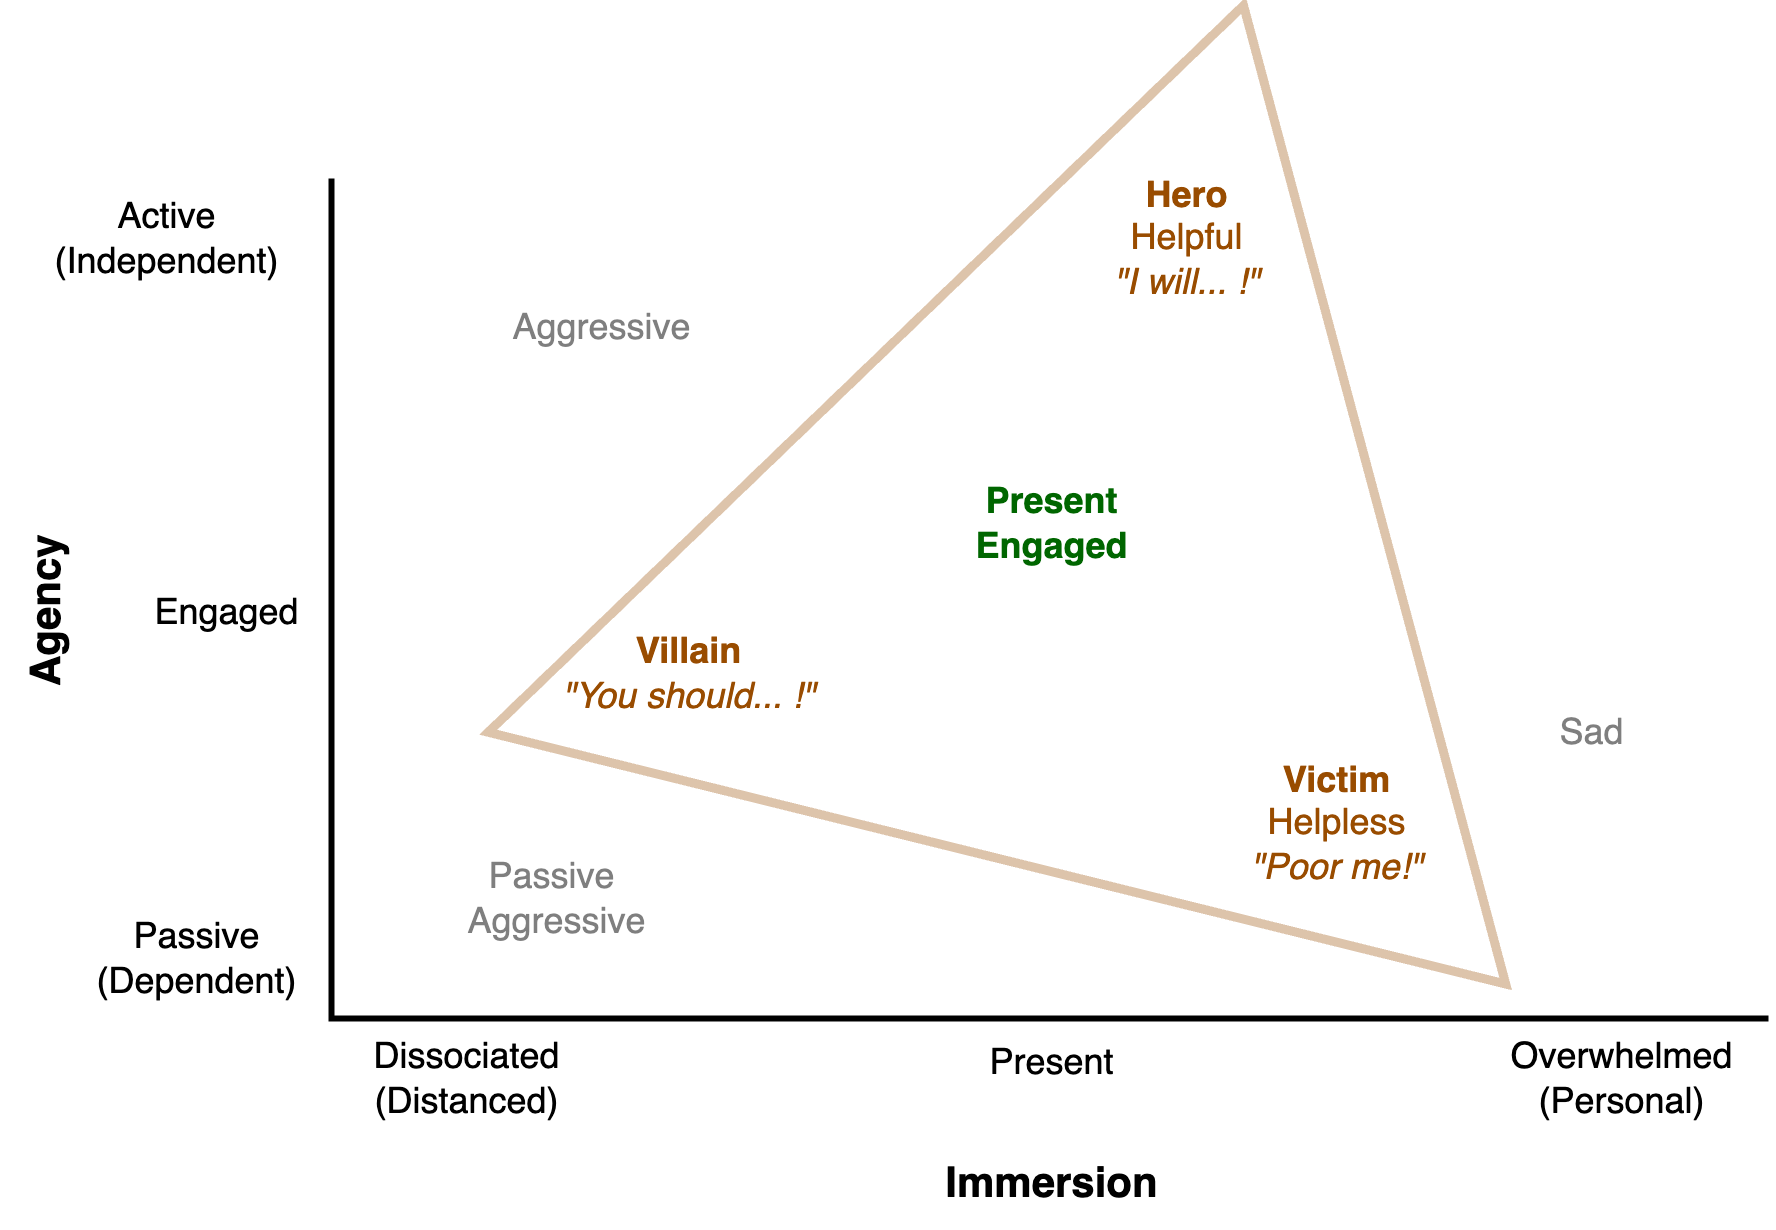 Hero
Helpful
"I will... !"
Active
(Independent)
Aggressive
Present
Engaged
Agency
Engaged
Villain
"You should... !"
Sad
Victim
Helpless
"Poor me!"
Passive
Aggressive
Passive
(Dependent)
Dissociated
(Distanced)
Present
Overwhelmed
(Personal)
Immersion